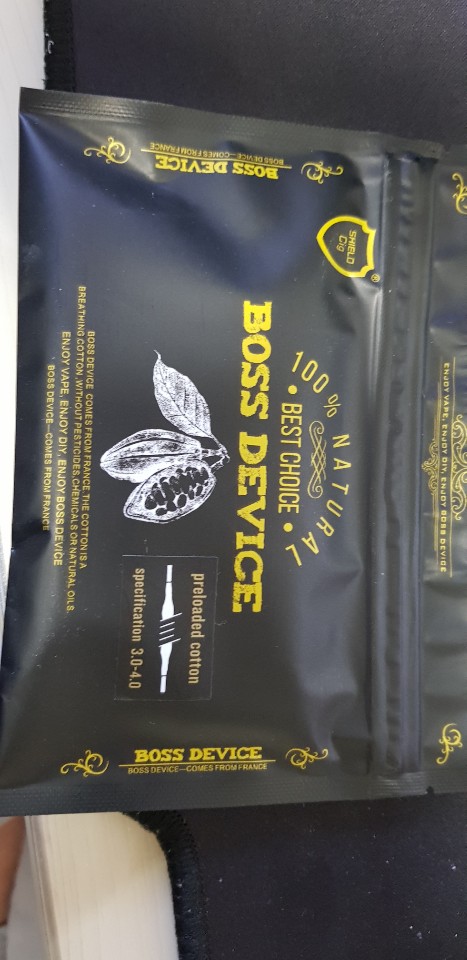 BOSS DEVICE
BOSS DEVICE—COMES FROM FRANCE
SHIELD
Cig
®
100% NATURAL
• BEST CHOICE •
BOSS DEVICE
preloaded cotton
specification 3.0-4.0
BOSS DEVICE COMES FROM FRANCE THE COTTON IS A
BREATHING COTTON ,WITHOUT PESTICIDES,CHEMICALS OR NATURAL OILS.
ENJOY VAPE, ENJOY DIY, ENJOY BOSS DEVICE
BOSS DEVICE—COMES FROM FRANCE
BOSS DEVICE
BOSS DEVICE—COMES FROM FRANCE
ENJOY VAPE, ENJOY DIY, ENJOY BOSS DEVICE